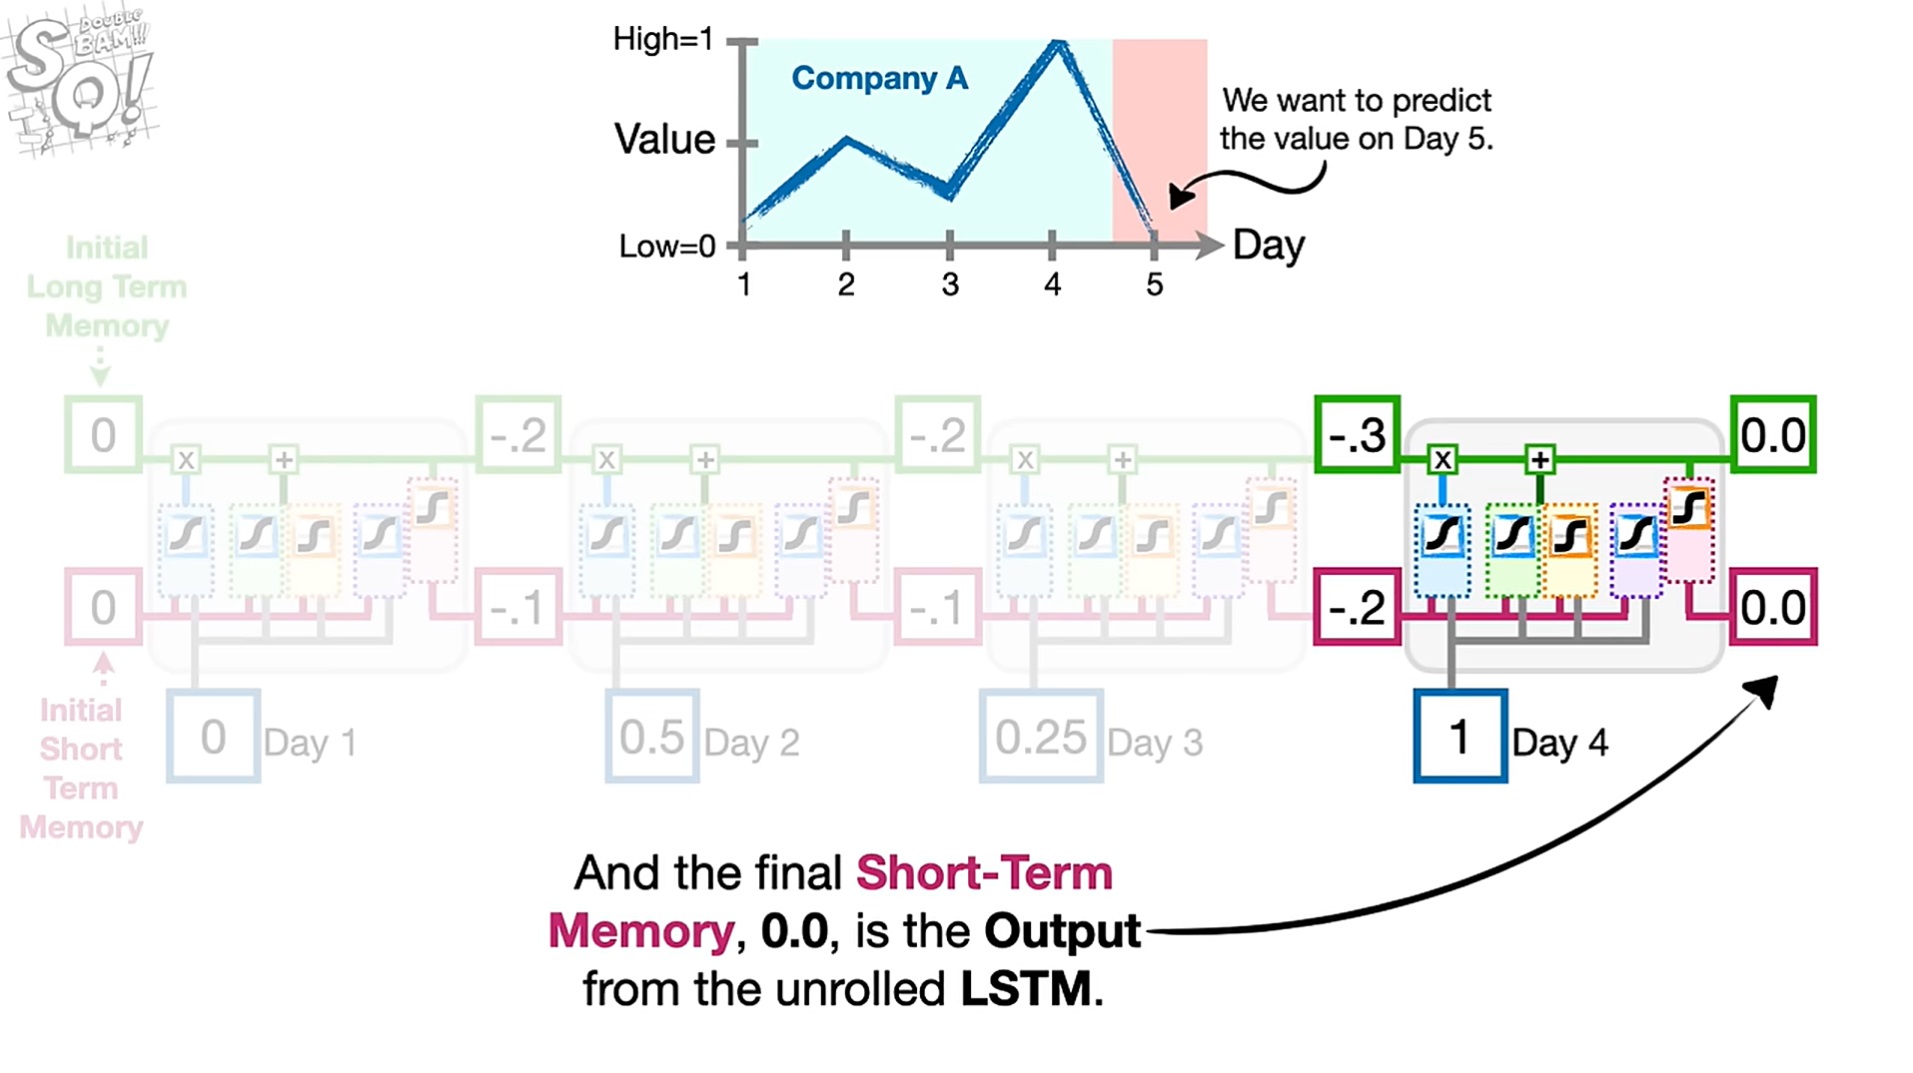 DOUBLE
BAM!!
SQ!
High=1
Company A
Value
Low=0
Day
1 2 3 4 5
We want to predict
the value on Day 5.
Initial
Long Term
Memory
0 -.2 -.2 -.3 0.0
x + x + x + x +
0 -.1 -.1 -.2 0.0
Initial
Short
Term
Memory
0 Day 1 0.5 Day 2 0.25 Day 3 1 Day 4
And the final Short-Term
Memory, 0.0, is the Output
from the unrolled LSTM.